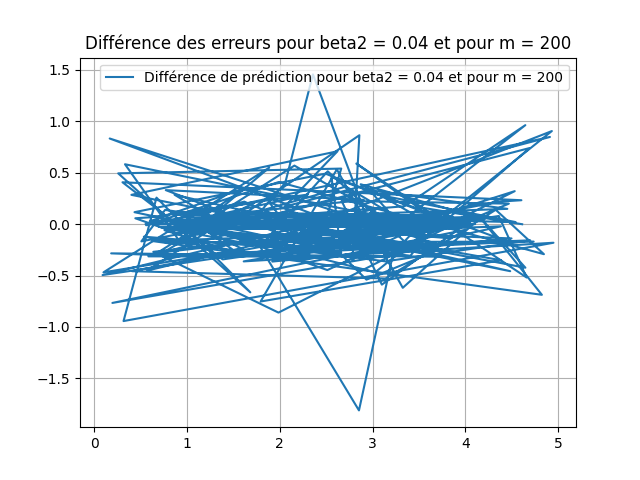 Différence des erreurs pour beta2 = 0.04 et pour m = 200
Différence de prédiction pour beta2 = 0.04 et pour m = 200
1.5
1.0
0.5
0.0
−0.5
−1.0
−1.5
0 1 2 3 4 5